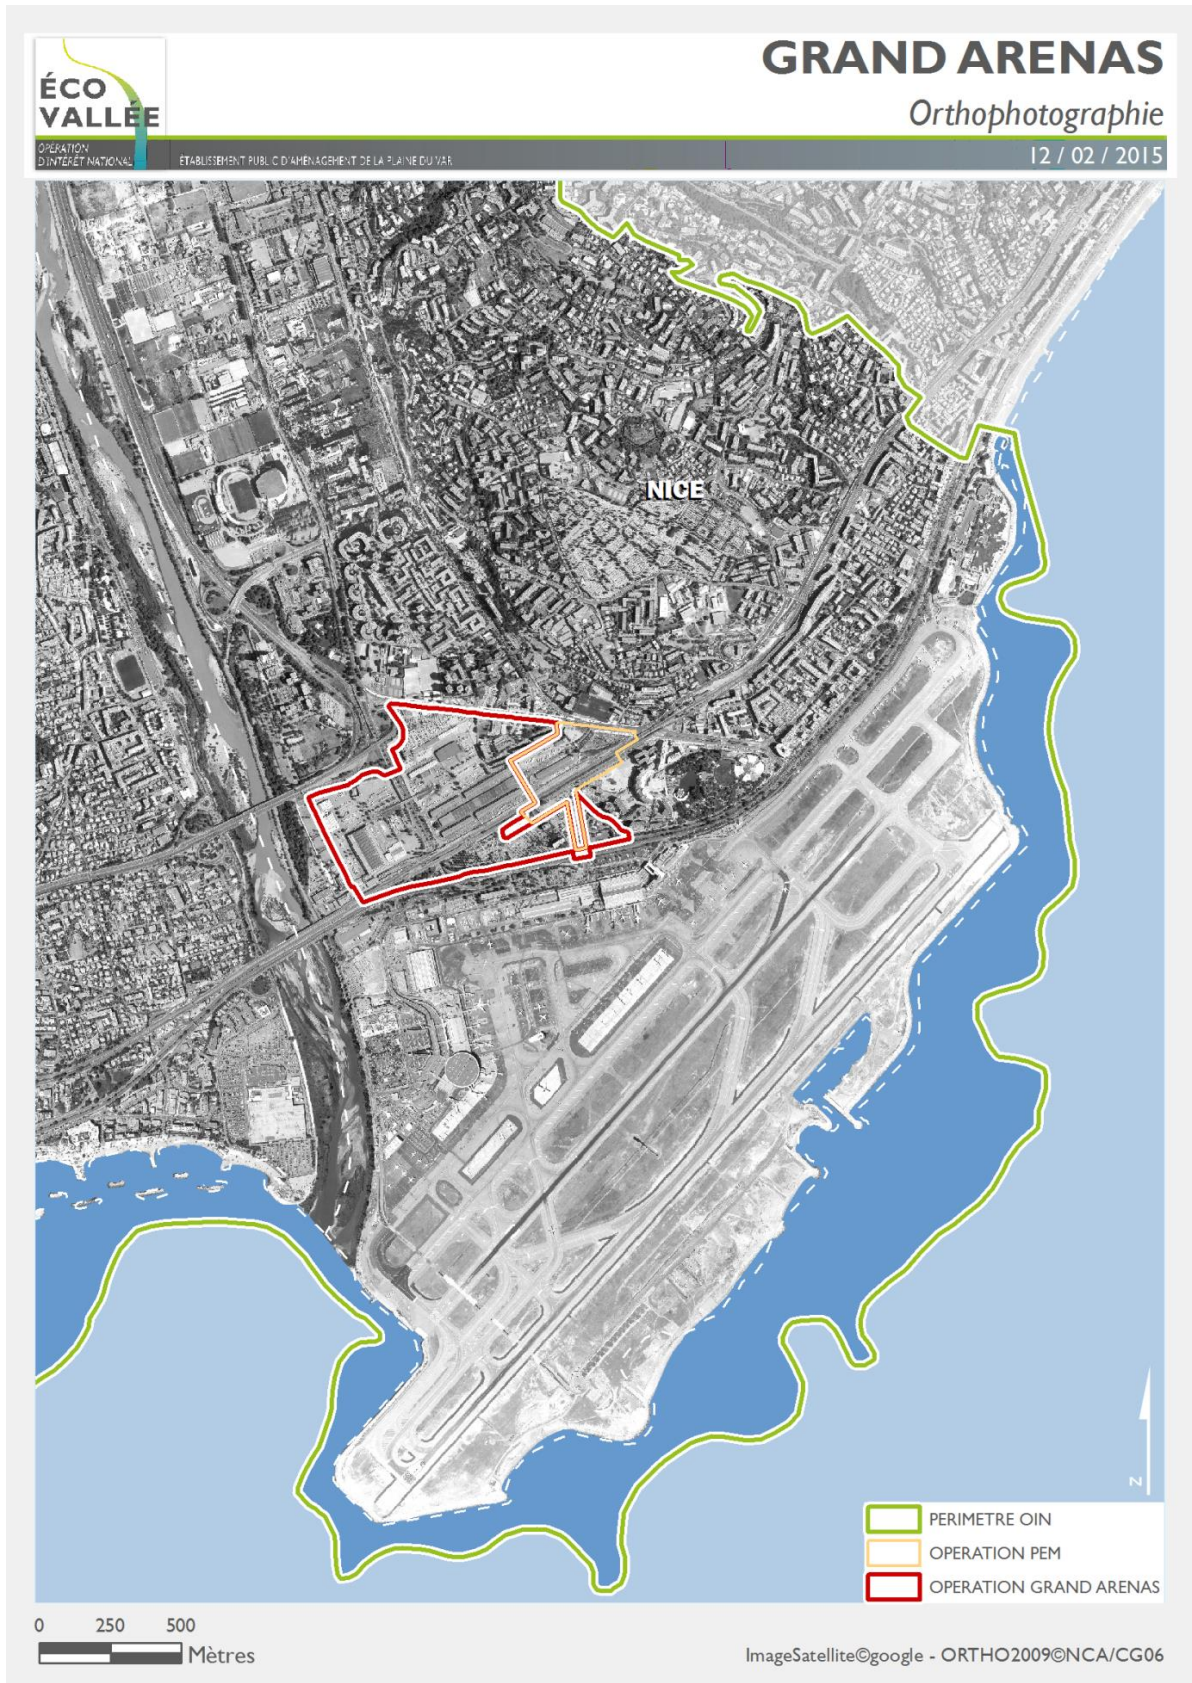 ÉCO
VALLÉE
OPÉRATION
D'INTÉRÊT NATIONAL
ÉTABLISSEMENT PUBLIC D'AMÉNAGEMENT DE LA PLAINE DU VAR
GRAND ARENAS
Orthophotographie
12 / 02 / 2015
NICE
N
PERIMETRE OIN
OPERATION PEM
OPERATION GRAND ARENAS
0 250 500
Mètres
ImageSatellite©google - ORTHO2009©NCA/CG06